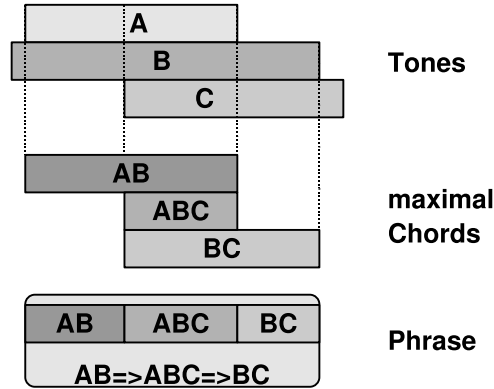 A
B
C
Tones
AB
ABC
BC
maximal
Chords
AB ABC BC
AB=>ABC=>BC
Phrase